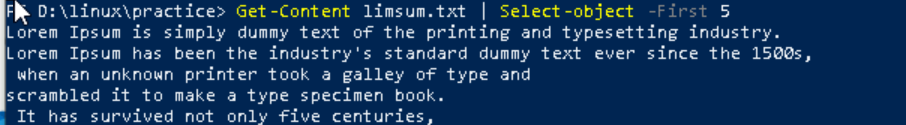 PS D:\linux\practice> Get-Content limsum.txt | Select-object -First 5
Lorem Ipsum is simply dummy text of the printing and typesetting industry.
Lorem Ipsum has been the industry's standard dummy text ever since the 1500s,
 when an unknown printer took a galley of type and
scrambled it to make a type specimen book.
 It has survived not only five centuries,